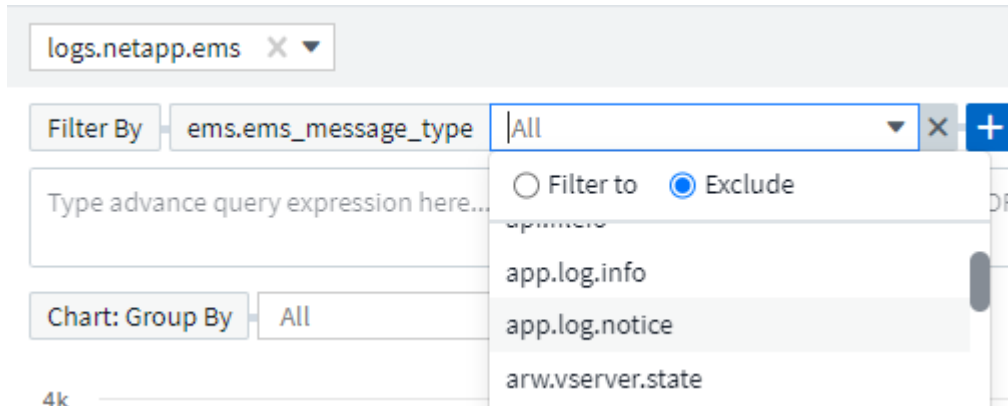 logs.netapp.ems
Filter By ems.ems_message_type All
Filter to Exclude
Type advance query expression here...
app.log.info
Chart: Group By All
app.log.notice
arw.vserver.state
4k